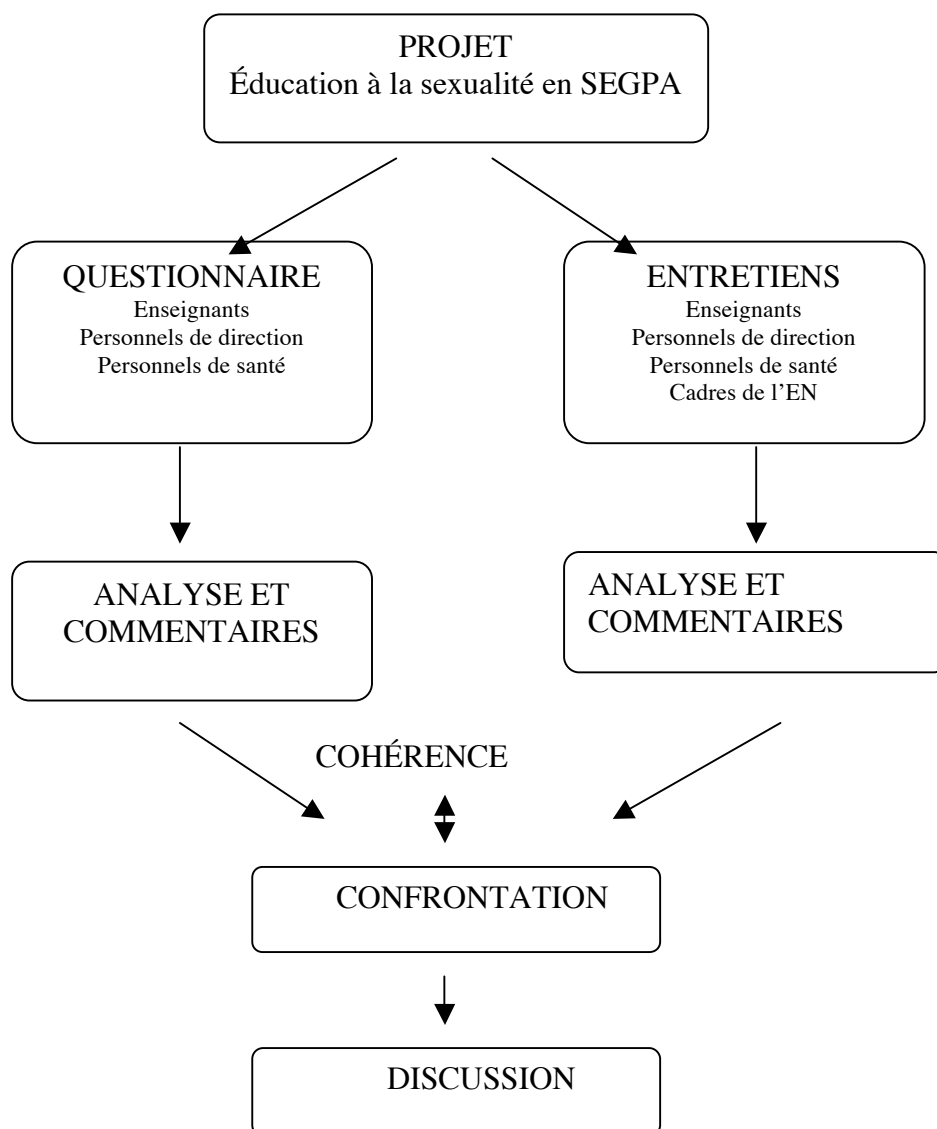 PROJET
Éducation à la sexualité en SEGPA
QUESTIONNAIRE
Enseignants
Personnels de direction
Personnels de santé
ENTRETIENS
Enseignants
Personnels de direction
Personnels de santé
Cadres de l’EN
ANALYSE ET
COMMENTAIRES
ANALYSE ET
COMMENTAIRES
COHÉRENCE
CONFRONTATION
DISCUSSION